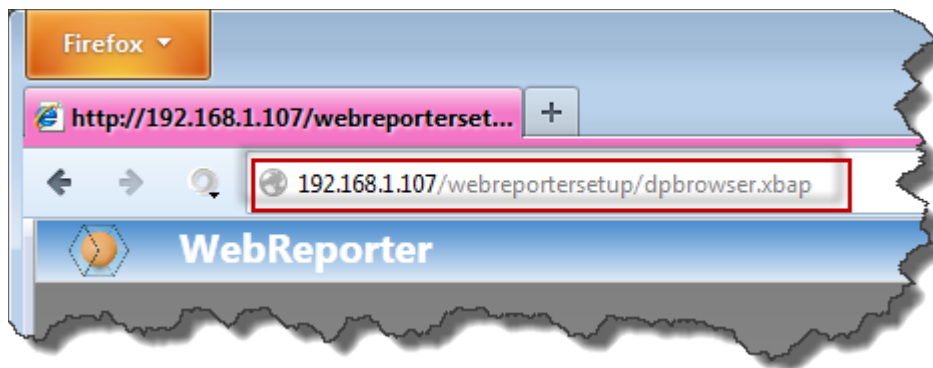 Firefox
http://192.168.1.107/webreporterset...
192.168.1.107/webreportersetup/dpbrowser.xbap
WebReporter